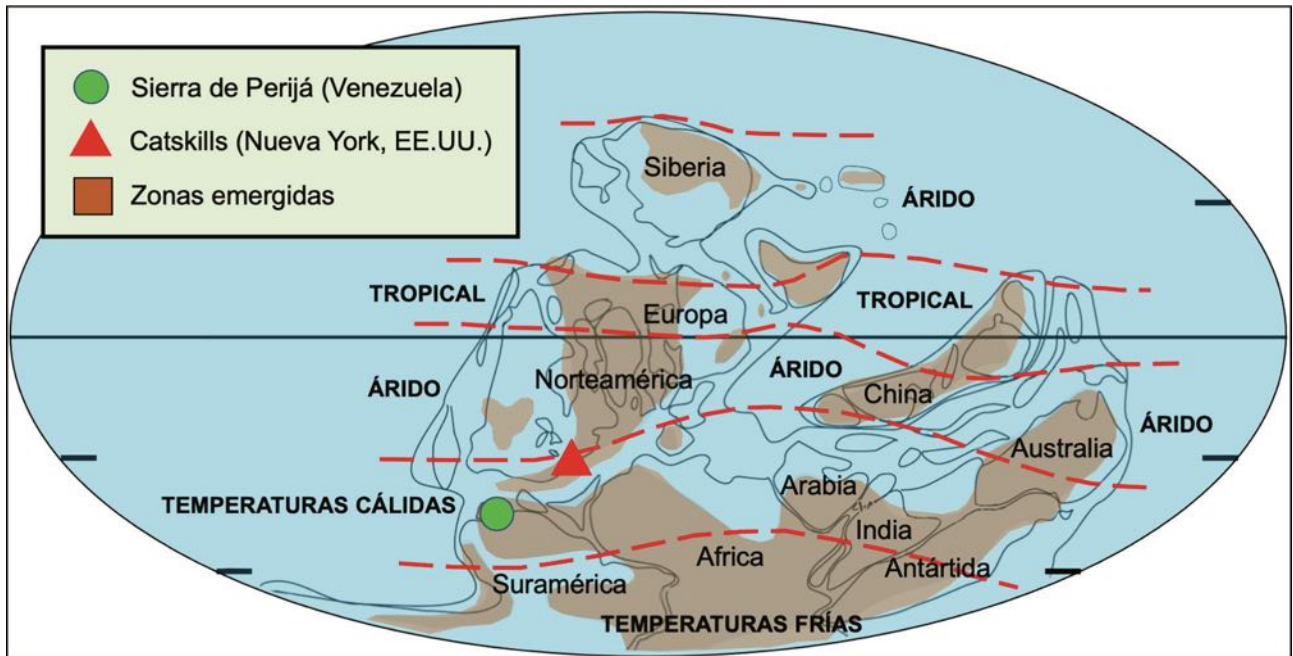 Sierra de Perijá (Venezuela)
Catskills (Nueva York, EE.UU.)
Zonas emergidas
Siberia
ÁRIDO
TROPICAL
Europa
TROPICAL
ÁRIDO
Norteamérica
ÁRIDO
China
ÁRIDO
Australia
TEMPERATURAS CÁLIDAS
Arabia
India
Africa
Antártida
Suramérica
TEMPERATURAS FRÍAS